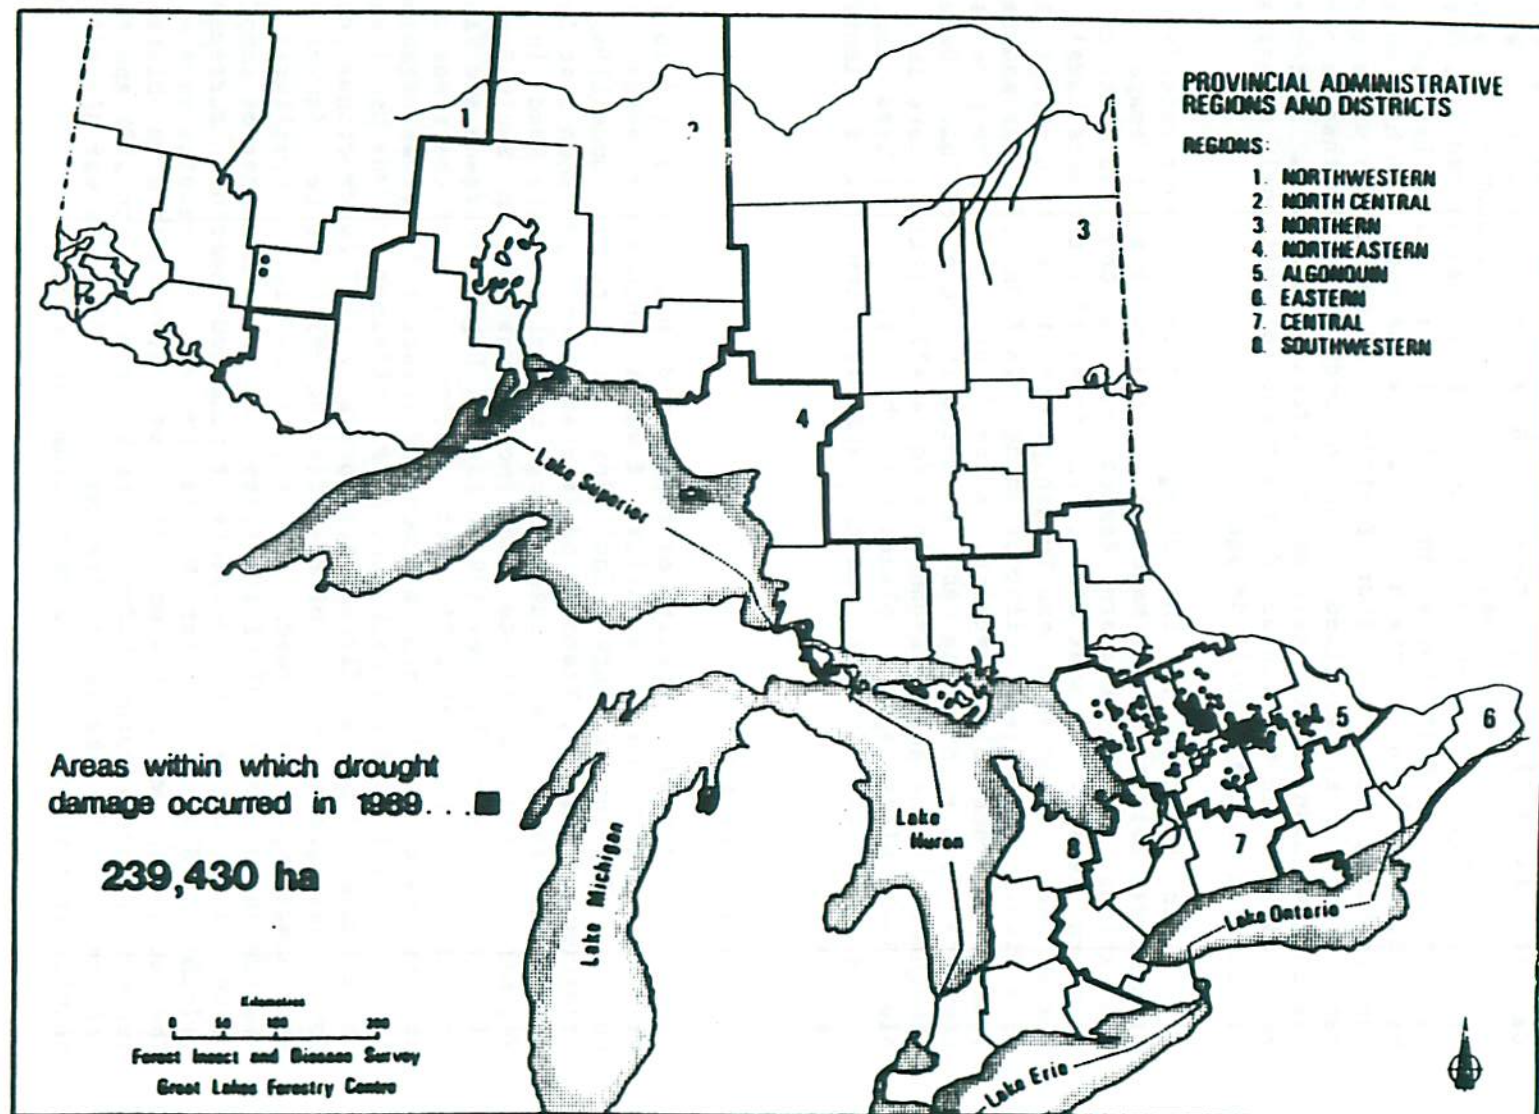 PROVINCIAL ADMINISTRATIVE
REGIONS AND DISTRICTS
REGIONS:
1. NORTHWESTERN
2. NORTH CENTRAL
3. NORTHERN
4. NORTHEASTERN
5. ALGONQUIN
6. EASTERN
7. CENTRAL
8. SOUTHWESTERN
1
2
3
4
5
6
7
8
Lake Superior
Lake Michigan
Lake
Huron
Lake Ontario
Lake Erie
Areas within which drought
damage occurred in 1989...
239,430 ha
Kilometres
0 50 100 200
Forest Insect and Disease Survey
Great Lakes Forestry Centre